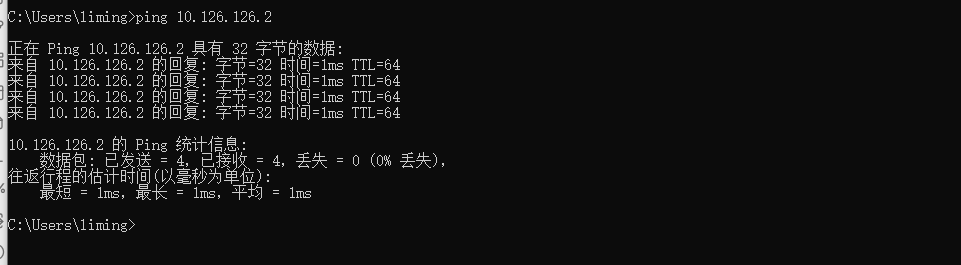 C:\Users\liming>ping 10.126.126.2
正在 Ping 10.126.126.2 具有 32 字节的数据:
来自 10.126.126.2 的回复: 字节=32 时间=1ms TTL=64
来自 10.126.126.2 的回复: 字节=32 时间=1ms TTL=64
来自 10.126.126.2 的回复: 字节=32 时间=1ms TTL=64
来自 10.126.126.2 的回复: 字节=32 时间=1ms TTL=64
10.126.126.2 的 Ping 统计信息:
数据包: 已发送 = 4，已接收 = 4，丢失 = 0 (0% 丢失)，
往返行程的估计时间(以毫秒为单位):
最短 = 1ms，最长 = 1ms，平均 = 1ms
C:\Users\liming>